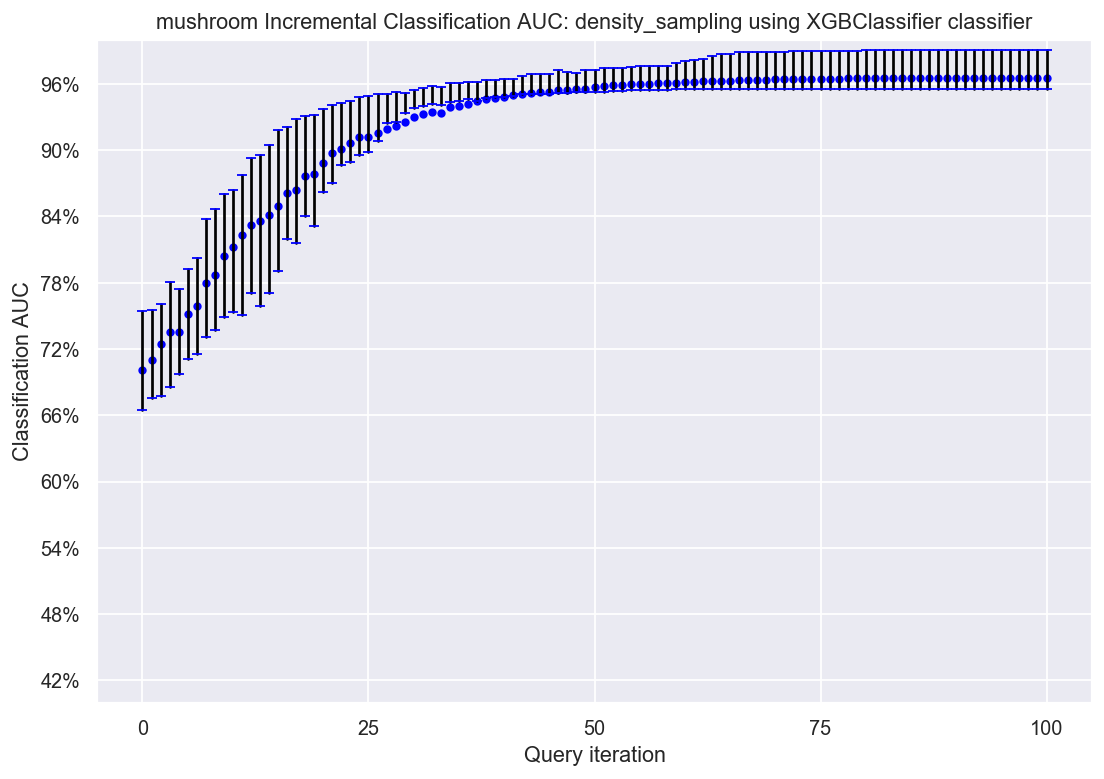 mushroom Incremental Classification AUC: density_sampling using XGBClassifier classifier
96%
90%
84%
78%
72%
66%
60%
54%
48%
42%
Classification AUC
0 25 50 75 100
Query iteration